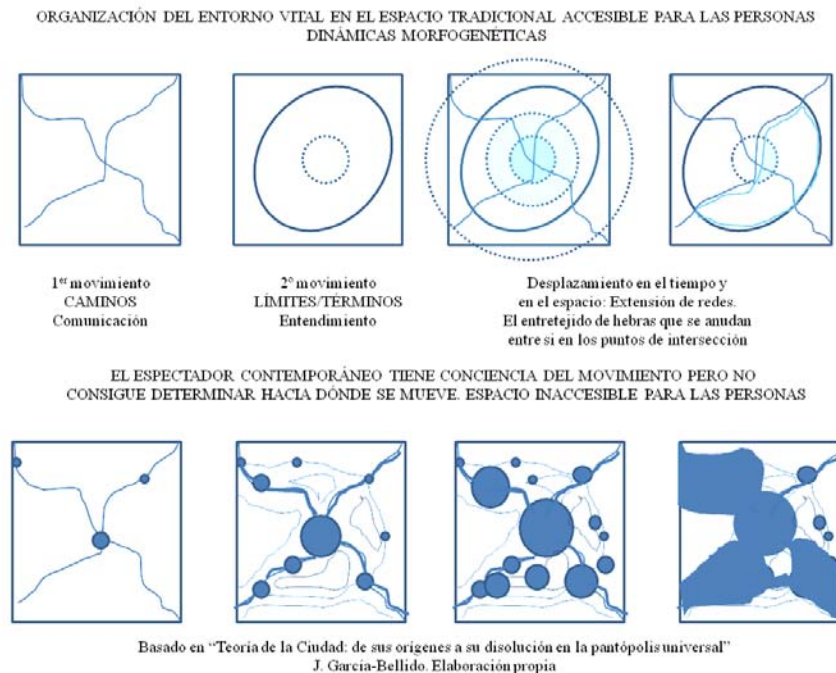 ORGANIZACIÓN DEL ENTORNO VITAL EN EL ESPACIO TRADICIONAL ACCESIBLE PARA LAS PERSONAS
DINÁMICAS MORFOGENÉTICAS
1er movimiento
CAMINOS
Comunicación
2º movimiento
LÍMITES/TÉRMINOS
Entendimiento
Desplazamiento en el tiempo y
en el espacio: Extensión de redes.
El entretejido de hebras que se anudan
entre si en los puntos de intersección
EL ESPECTADOR CONTEMPORÁNEO TIENE CONCIENCIA DEL MOVIMIENTO PERO NO
CONSIGUE DETERMINAR HACIA DÓNDE SE MUEVE. ESPACIO INACCESIBLE PARA LAS PERSONAS
Basado en “Teoría de la Ciudad: de sus orígenes a su disolución en la pantópolis universal”
J. García-Bellido. Elaboración propia